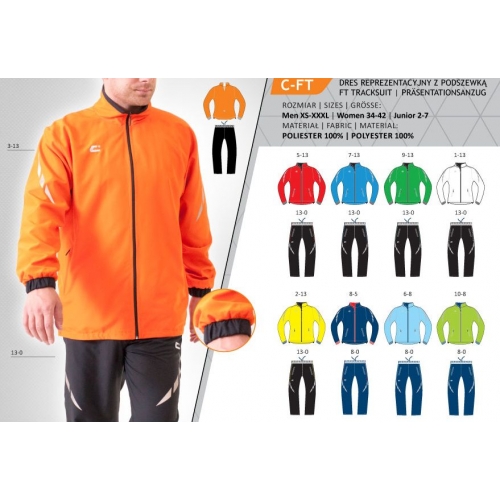 C-FT
DRES REPREZENTACYJNY Z PODSZEWKĄ
FT TRACKSUIT | PRÄSENTATIONSANZUG
ROZMIAR | SIZES | GRÖSSE:
Men XS-XXXL | Women 34-42 | Junior 2-7
MATERIAŁ | FABRIC | MATERIAL:
POLIESTER 100% | POLYESTER 100%
3-13
13-0
5-13 7-13 9-13 1-13
13-0 13-0 13-0 13-0
2-13 8-5 6-8 10-8
13-0 8-0 8-0 8-0